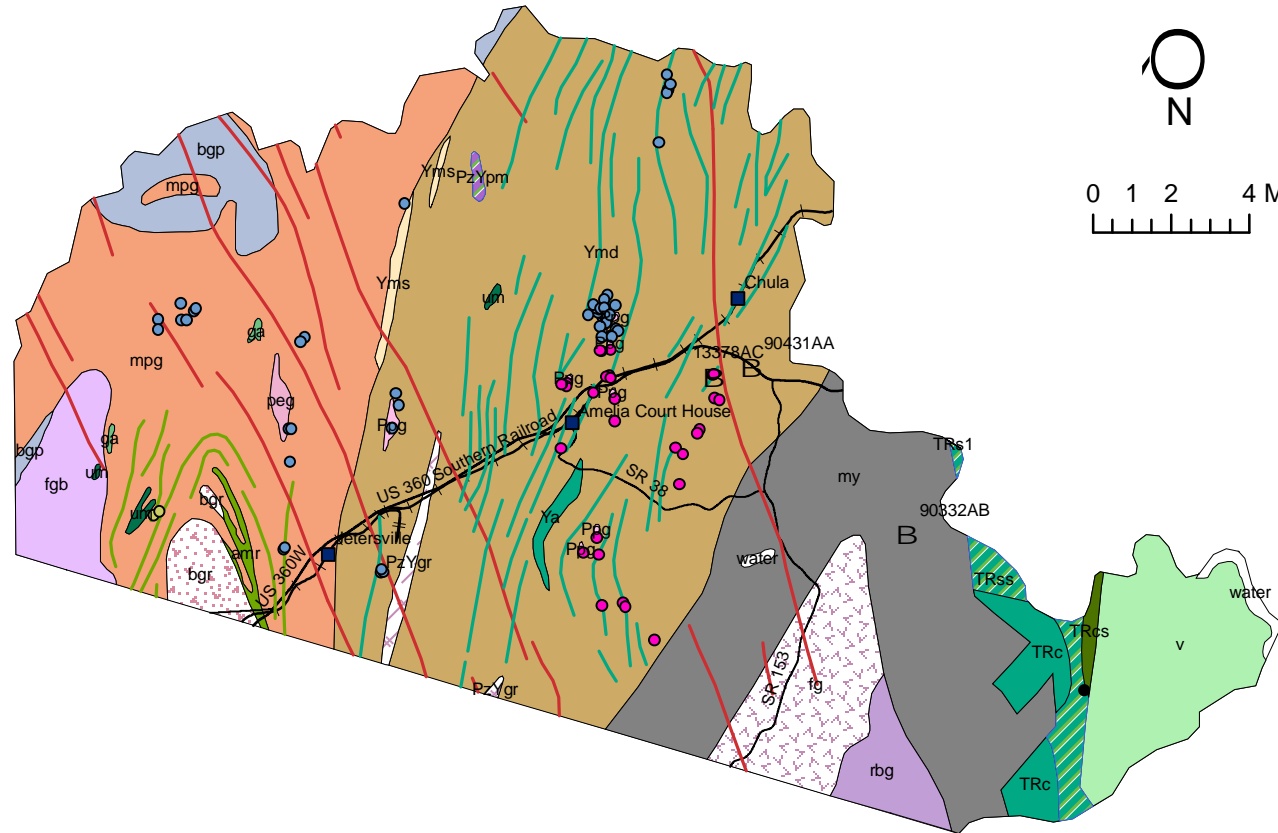 N
0 1 2 4 M
bgp
mpg
Yms
PzYpm
Ymd
Yms
um
Chula
ga
mpg
13378AC
90431AA
B
B
peg
Amelia Court House
Ppg
ga
bgp
um
fgb
US 360 Southern Railroad
SR 38
my
TRs1
bgr
um
Ya
90332AB
B
amr
bgr
US 360W
PzYgr
water
TRss
water
TRcs
TRc
v
PzYgr
SR 153
fg
rbg
TRc